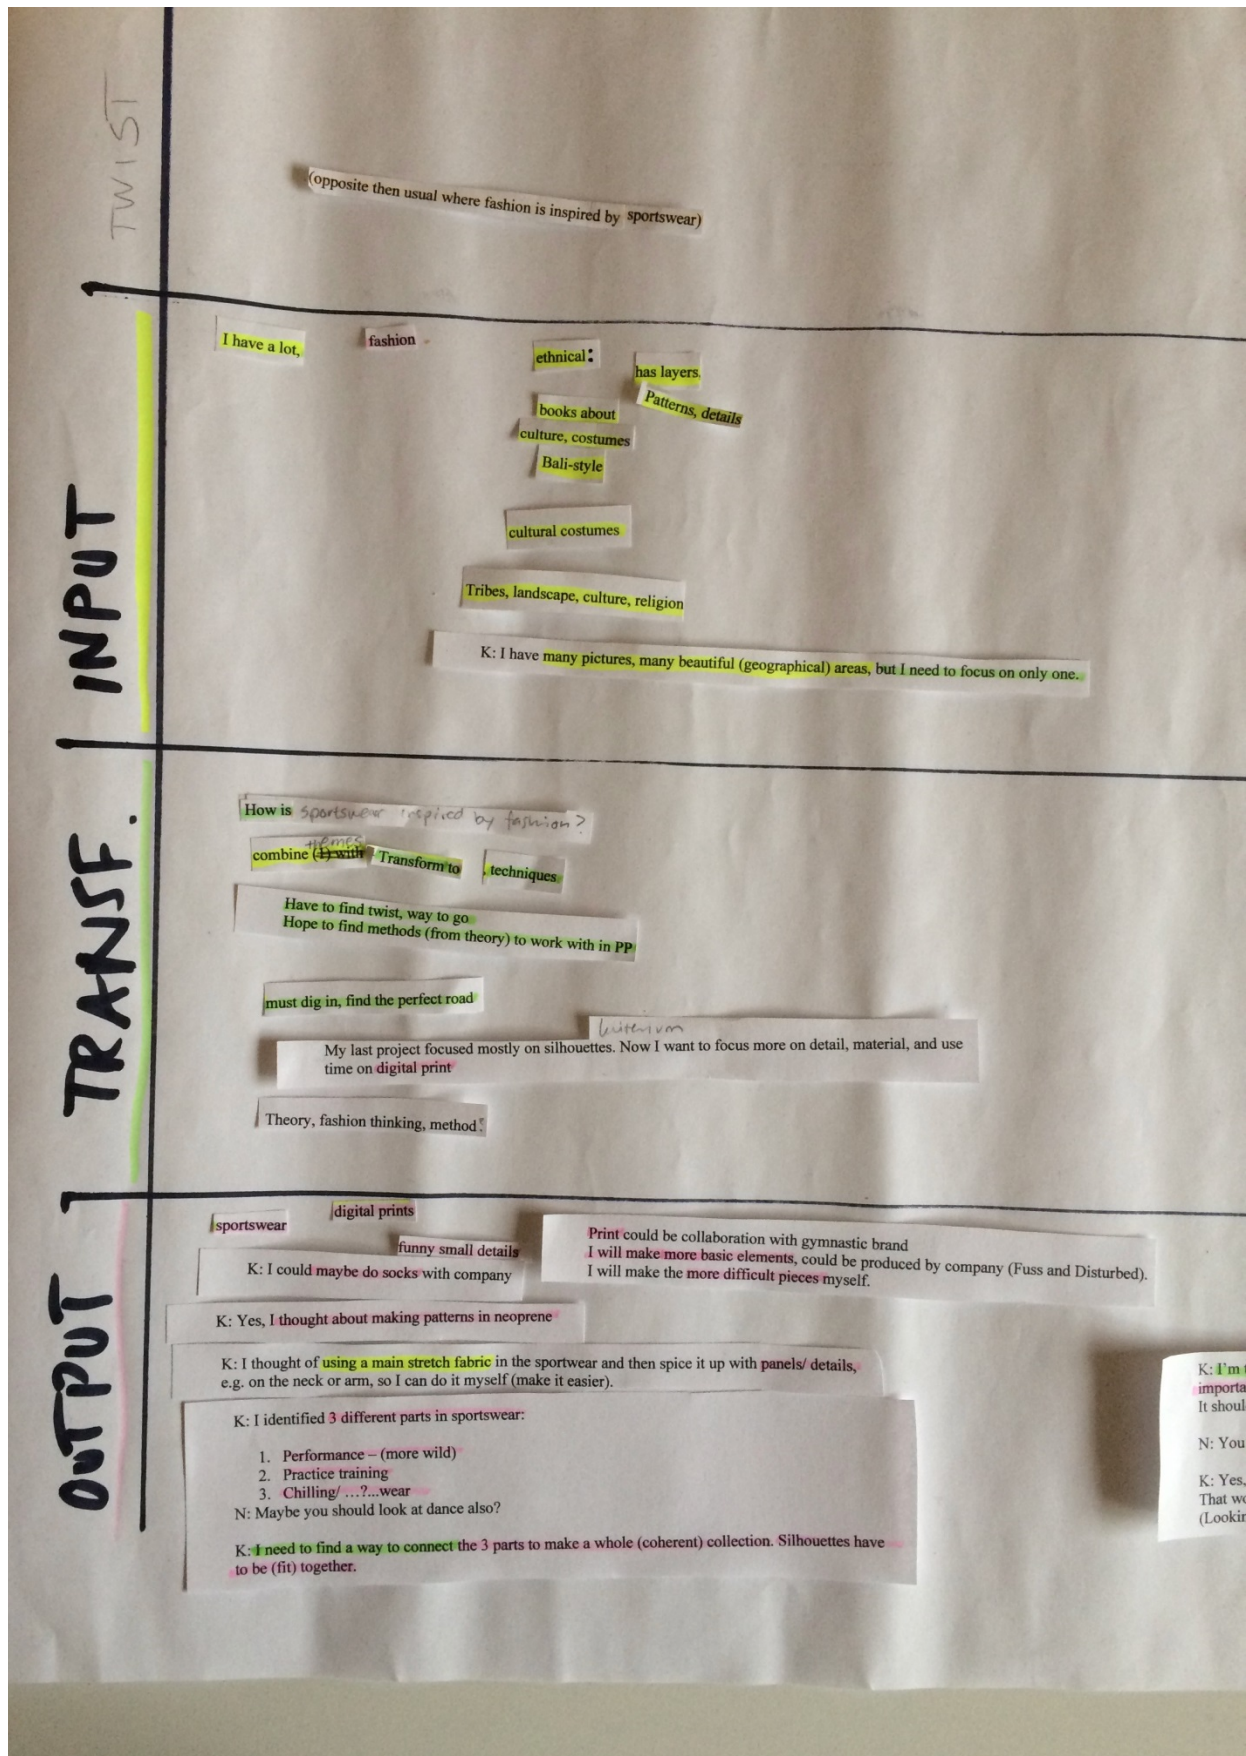 TWIST
(opposite then usual where fashion is inspired by sportswear)
INPUT
I have a lot,
fashion
ethnical:
has layers.
Patterns, details
books about
culture, costumes
Bali-style
cultural costumes
Tribes, landscape, culture, religion
K: I have many pictures, many beautiful (geographical) areas, but I need to focus on only one.
TRANSF.
How is sportswear inspired by fashion?
themes
combine (1) with Transform to , techniques
Have to find twist, way to go
Hope to find methods (from theory) to work with in PP
must dig in, find the perfect road
My last project focused mostly on silhouettes. Now I want to focus more on detail, material, and use
time on digital print
Theory, fashion thinking, method
OUTPUT
sportswear
digital prints
funny small details
K: I could maybe do socks with company
Print could be collaboration with gymnastic brand
I will make more basic elements, could be produced by company (Fuss and Disturbed).
I will make the more difficult pieces myself.
K: Yes, I thought about making patterns in neoprene
K: I thought of using a main stretch fabric in the sportwear and then spice it up with panels/ details,
e.g. on the neck or arm, so I can do it myself (make it easier).
K: I identified 3 different parts in sportswear:
1. Performance – (more wild)
2. Practice training
3. Chilling/ …?...wear
N: Maybe you should look at dance also?
K: I need to find a way to connect the 3 parts to make a whole (coherent) collection. Silhouettes have
to be (fit) together.
K: I'm
importa
It shoul
N: You
K: Yes,
That wo
(Lookin